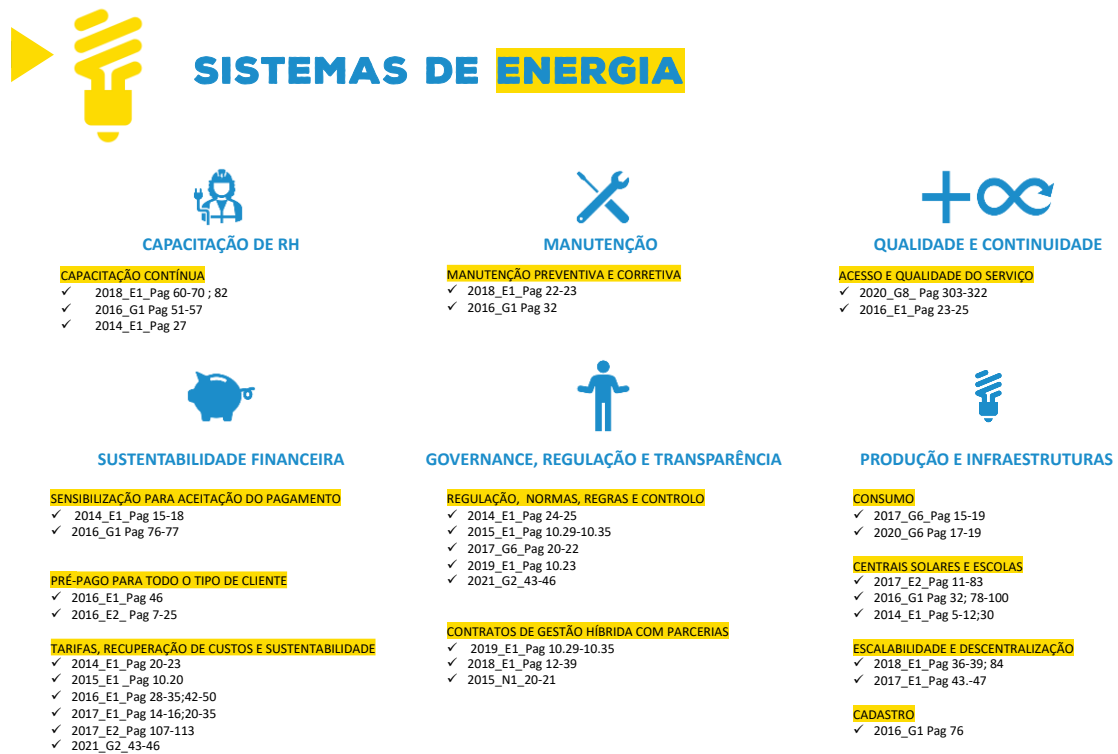 SISTEMAS DE ENERGIA
CAPACITAÇÃO DE RH
CAPACITAÇÃO CONTÍNUA
✓ 2018_E1_Pag 60-70 ; 82
✓ 2016_G1 Pag 51-57
✓ 2014_E1_Pag 27
MANUTENÇÃO
MANUTENÇÃO PREVENTIVA E CORRETIVA
✓ 2018_E1_Pag 22-23
✓ 2016_G1 Pag 32
QUALIDADE E CONTINUIDADE
ACESSO E QUALIDADE DO SERVIÇO
✓ 2020_G8_ Pag 303-322
✓ 2016_E1_Pag 23-25
SUSTENTABILIDADE FINANCEIRA
SENSIBILIZAÇÃO PARA ACEITAÇÃO DO PAGAMENTO
✓ 2014_E1_Pag 15-18
✓ 2016_G1 Pag 76-77
PRÉ-PAGO PARA TODO O TIPO DE CLIENTE
✓ 2016_E1_Pag 46
✓ 2016_E2_ Pag 7-25
TARIFAS, RECUPERAÇÃO DE CUSTOS E SUSTENTABILIDADE
✓ 2014_E1_Pag 20-23
✓ 2015_E1_Pag 10.20
✓ 2016_E1_Pag 28-35;42-50
✓ 2017_E1_Pag 14-16;20-35
✓ 2017_E2_Pag 107-113
✓ 2021_G2_43-46
GOVERNANCE, REGULAÇÃO E TRANSPARÊNCIA
REGULAÇÃO, NORMAS, REGRAS E CONTROLO
✓ 2014_E1_Pag 24-25
✓ 2015_E1_Pag 10.29-10.35
✓ 2017_G6_Pag 20-22
✓ 2019_E1_Pag 10.23
✓ 2021_G2_43-46
CONTRATOS DE GESTÃO HÍBRIDA COM PARCERIAS
✓ 2019_E1_Pag 10.29-10.35
✓ 2018_E1_Pag 12-39
✓ 2015_N1_20-21
PRODUÇÃO E INFRAESTRUTURAS
CONSUMO
✓ 2017_G6_Pag 15-19
✓ 2020_G6 Pag 17-19
CENTRAIS SOLARES E ESCOLAS
✓ 2017_E2_Pag 11-83
✓ 2016_G1 Pag 32; 78-100
✓ 2014_E1_Pag 5-12;30
ESCALABILIDADE E DESCENTRALIZAÇÃO
✓ 2018_E1_Pag 36-39; 84
✓ 2017_E1_Pag 43.-47
CADASTRO
✓ 2016_G1 Pag 76